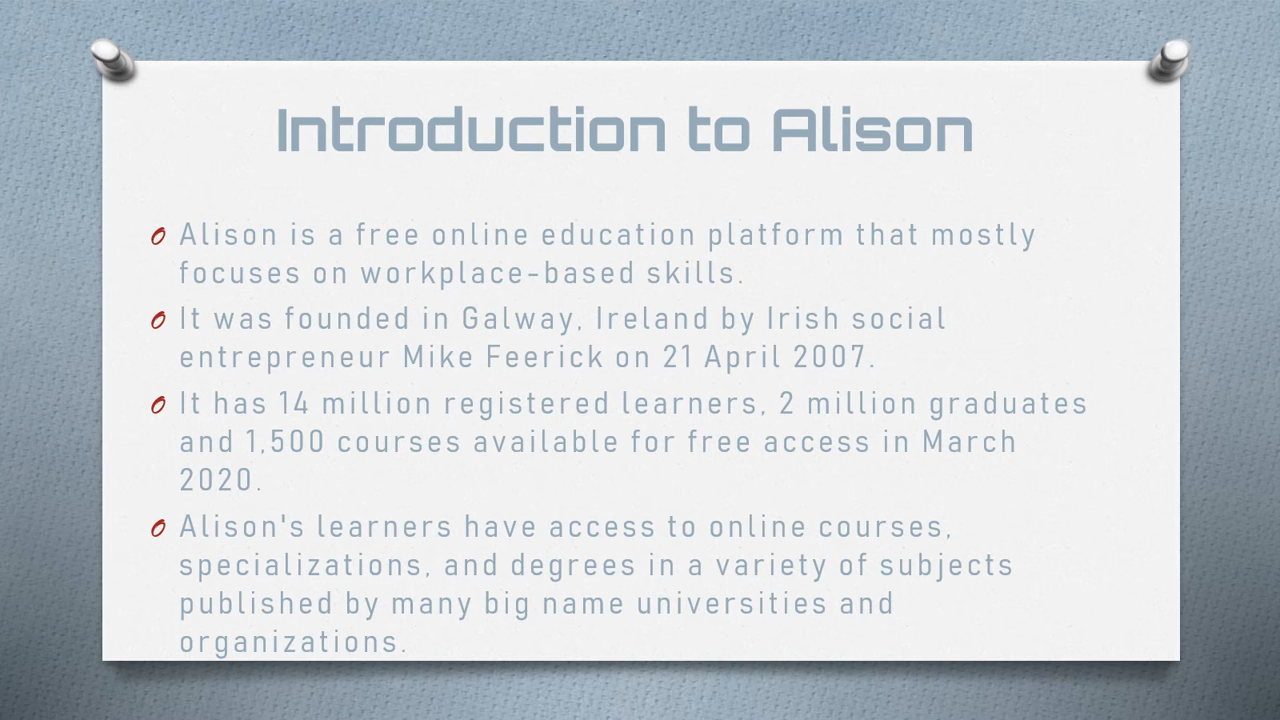 Introduction to Alison
Alison is a free online education platform that mostly
focuses on workplace-based skills.
It was founded in Galway, Ireland by Irish social
entrepreneur Mike Feerick on 21 April 2007.
It has 14 million registered learners, 2 million graduates
and 1,500 courses available for free access in March
2020.
Alison's learners have access to online courses,
specializations, and degrees in a variety of subjects
published by many big name universities and
organizations.